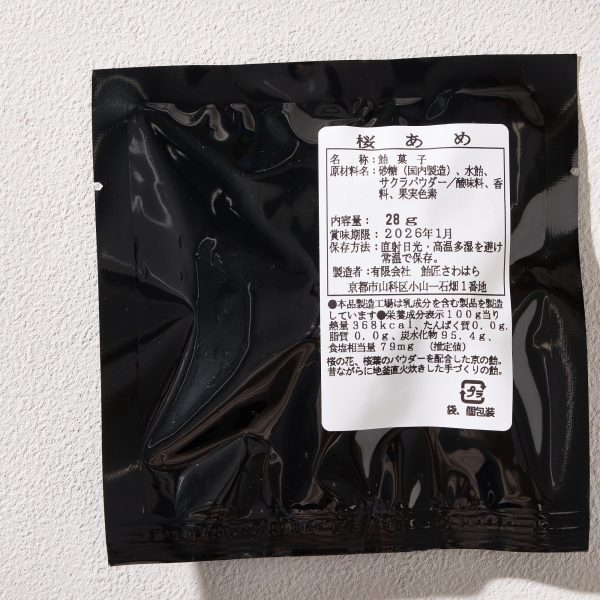 桜あめ
名　称：飴菓子
原材料名：砂糖（国内製造）、水飴、
サクラパウダー／酸味料、香
料、果実色素
内容量：　28ｇ
賞味期限：2026年1月
保存方法：直射日光・高温多湿を避け
常温で保存。
製造者：有限会社　飴匠さわはら
京都市山科区小山一石畑1番地
●本品製造工場は乳成分を含む製品を製造
しています●栄養成分表示100g当り
熱量368kcal、たんぱく質0.0g、
脂質 0.0g、炭水化物95.4g、
食塩相当量 79mg　（推定値）
桜の花、桜葉のパウダーを配合した京の飴。
昔ながらに地釜直火炊きした手づくりの飴。
プラ
袋、個包装